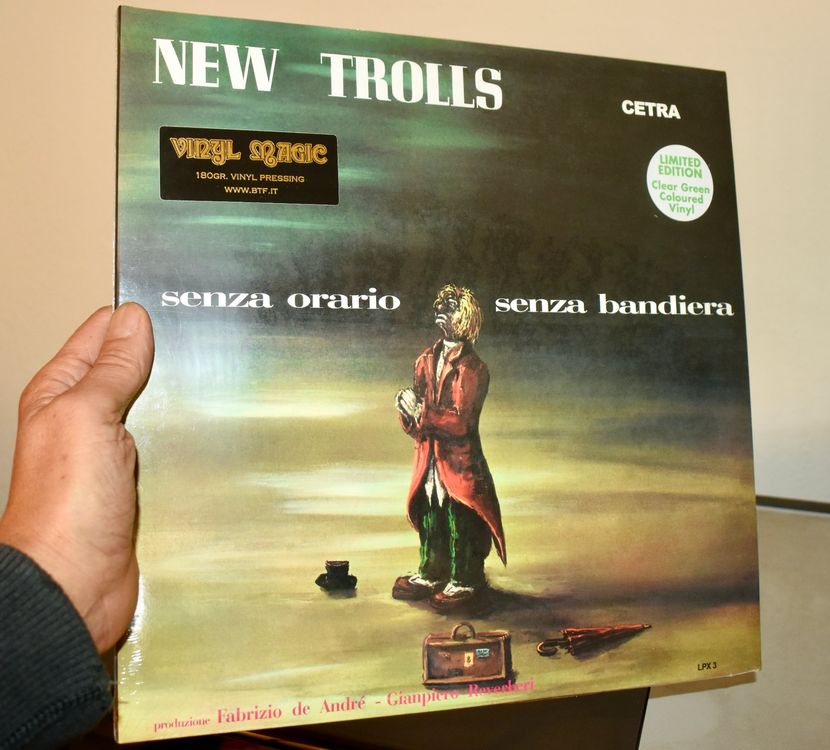 NEW TROLLS
CETRA
VINYL MAGIC
180GR. VINYL PRESSING
WWW.BTF.IT
LIMITED
EDITION
Clear Green
Coloured
Vinyl
senza orario senza bandiera
LPX 3
produzione Fabrizio de André - Gianpiero Reverberi